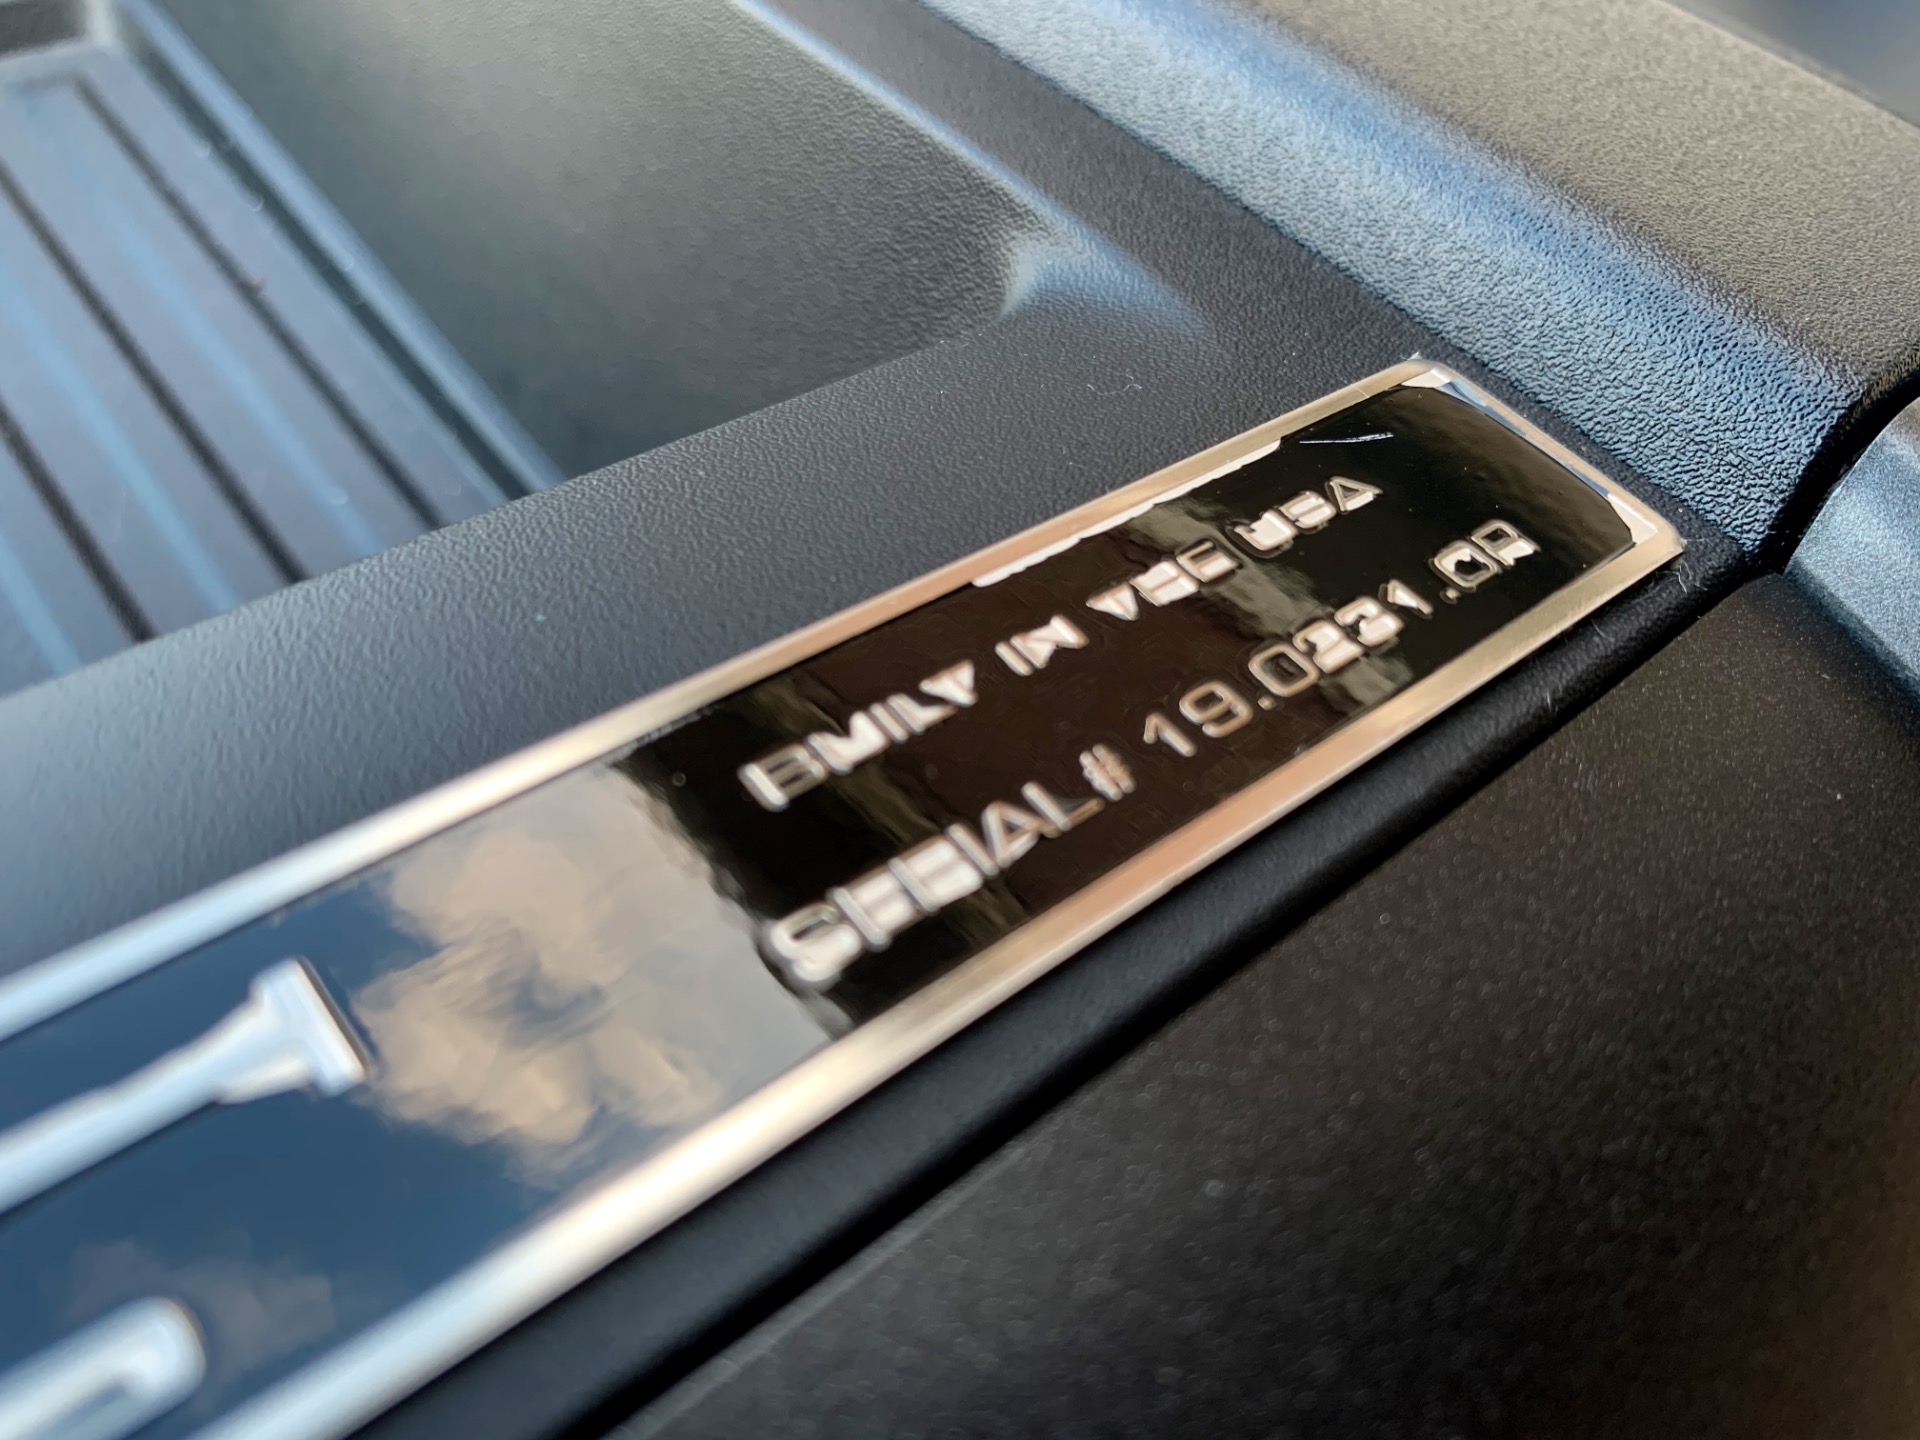 BUILT IN THE USA
SERIAL# 19.0231.CR